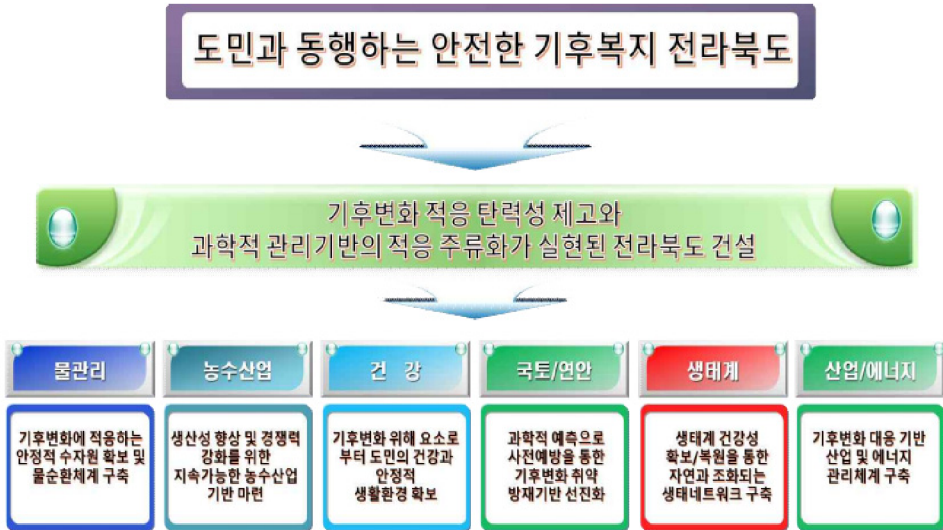 도민과 동행하는 안전한 기후복지 전라북도
기후변화 적응 탄력성 제고와
과학적 관리기반의 적응 주류화가 실현된 전라북도 건설
물관리
농수산업
건 강
국토/연안
생태계
산업/에너지
기후변화에 적응하는
안정적 수자원 확보 및
물순환체계 구축
생산성 향상 및 경쟁력
강화를 위한
지속가능한 농수산업
기반 마련
기후변화 위해 요소로
부터 도민의 건강과
안정적
생활환경 확보
과학적 예측으로
사전예방을 통한
기후변화 취약
방재기반 선진화
생태계 건강성
확보/복원을 통한
자연과 조화되는
생태네트워크 구축
기후변화 대응 기반
산업 및 에너지
관리체계 구축